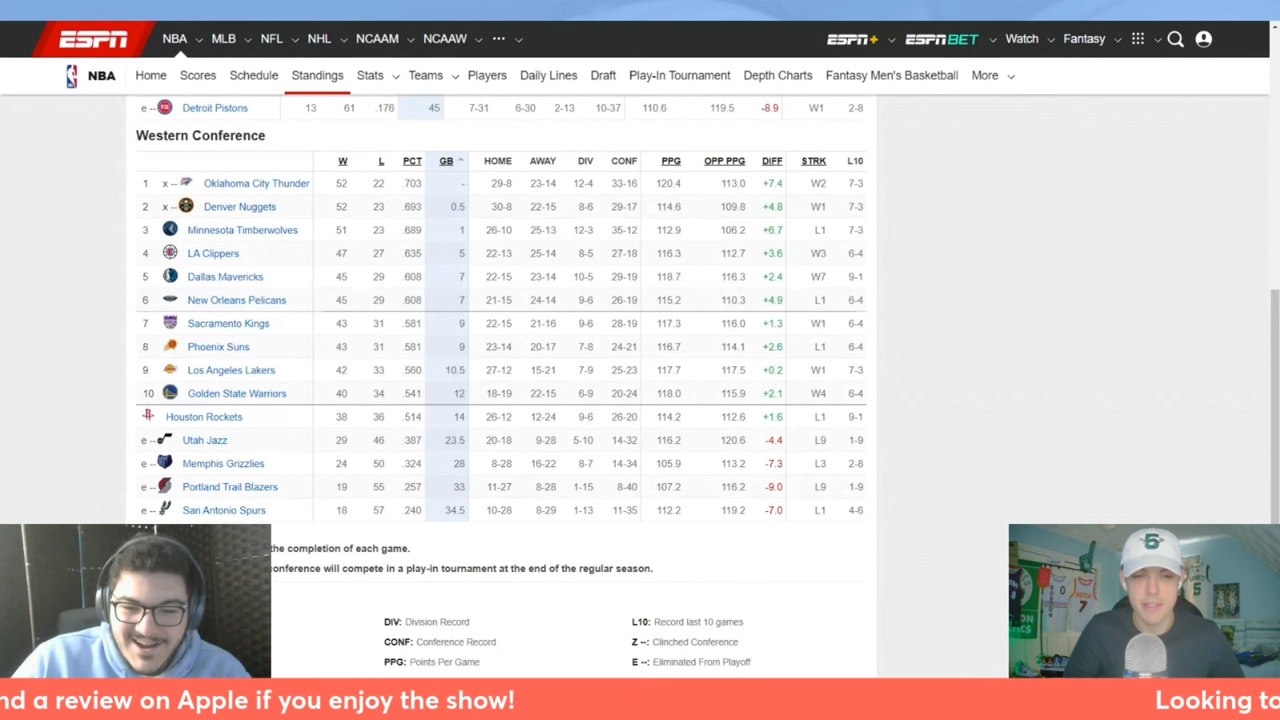 ESPN NBA MLB NFL NHL NCAAM NCAAW ••• ESPN+ ESPN BET Watch Fantasy
NBA Home Scores Schedule Standings Stats Teams Players Daily Lines Draft Play-In Tournament Depth Charts Fantasy Men's Basketball More
e -- Detroit Pistons 13 61 .176 45 7-31 6-30 2-13 10-37 110.6 119.5 -8.9 W1 2-8
Western Conference
W L PCT GB HOME AWAY DIV CONF PPG OPP PPG DIFF STRK L10
1 x -- Oklahoma City Thunder 52 22 .703 - 29-8 23-14 12-4 33-16 120.4 113.0 +7.4 W2 7-3
2 x -- Denver Nuggets 52 23 .693 0.5 30-8 22-15 8-6 29-17 114.6 109.8 +4.8 W1 7-3
3 Minnesota Timberwolves 51 23 .689 1 26-10 25-13 12-3 35-12 112.9 106.2 +6.7 L1 7-3
4 LA Clippers 47 27 .635 5 22-13 25-14 8-5 27-18 116.3 112.7 +3.6 W3 6-4
5 Dallas Mavericks 45 29 .608 7 22-15 23-14 10-5 29-19 118.7 116.3 +2.4 W7 9-1
6 New Orleans Pelicans 45 29 .608 7 21-15 24-14 9-6 26-19 115.2 110.3 +4.9 L1 6-4
7 Sacramento Kings 43 31 .581 9 22-15 21-16 9-6 28-19 117.3 116.0 +1.3 W1 6-4
8 Phoenix Suns 43 31 .581 9 23-14 20-17 7-8 24-21 116.7 114.1 +2.6 L1 6-4
9 Los Angeles Lakers 42 33 .560 10.5 27-12 15-21 7-9 25-23 117.7 117.5 +0.2 W1 7-3
10 Golden State Warriors 40 34 .541 12 18-19 22-15 6-9 20-24 118.0 115.9 +2.1 W4 6-4
Houston Rockets 38 36 .514 14 26-12 12-24 9-6 26-20 114.2 112.6 +1.6 L1 9-1
e -- Utah Jazz 29 46 .387 23.5 20-18 9-28 5-10 14-32 116.2 120.6 -4.4 L9 1-9
e -- Memphis Grizzlies 24 50 .324 28 8-28 16-22 8-7 14-34 105.9 113.2 -7.3 L3 2-8
e -- Portland Trail Blazers 19 55 .257 33 11-27 8-28 1-15 8-40 107.2 116.2 -9.0 L9 1-9
e -- San Antonio Spurs 18 57 .240 34.5 10-28 8-29 1-13 11-35 112.2 119.2 -7.0 L1 4-6
the completion of each game.
conference will compete in a play-in tournament at the end of the regular season.
DIV: Division Record L10: Record last 10 games
CONF: Conference Record Z --: Clinched Conference
PPG: Points Per Game E --: Eliminated From Playoff
nd a review on Apple if you enjoy the show! Looking to